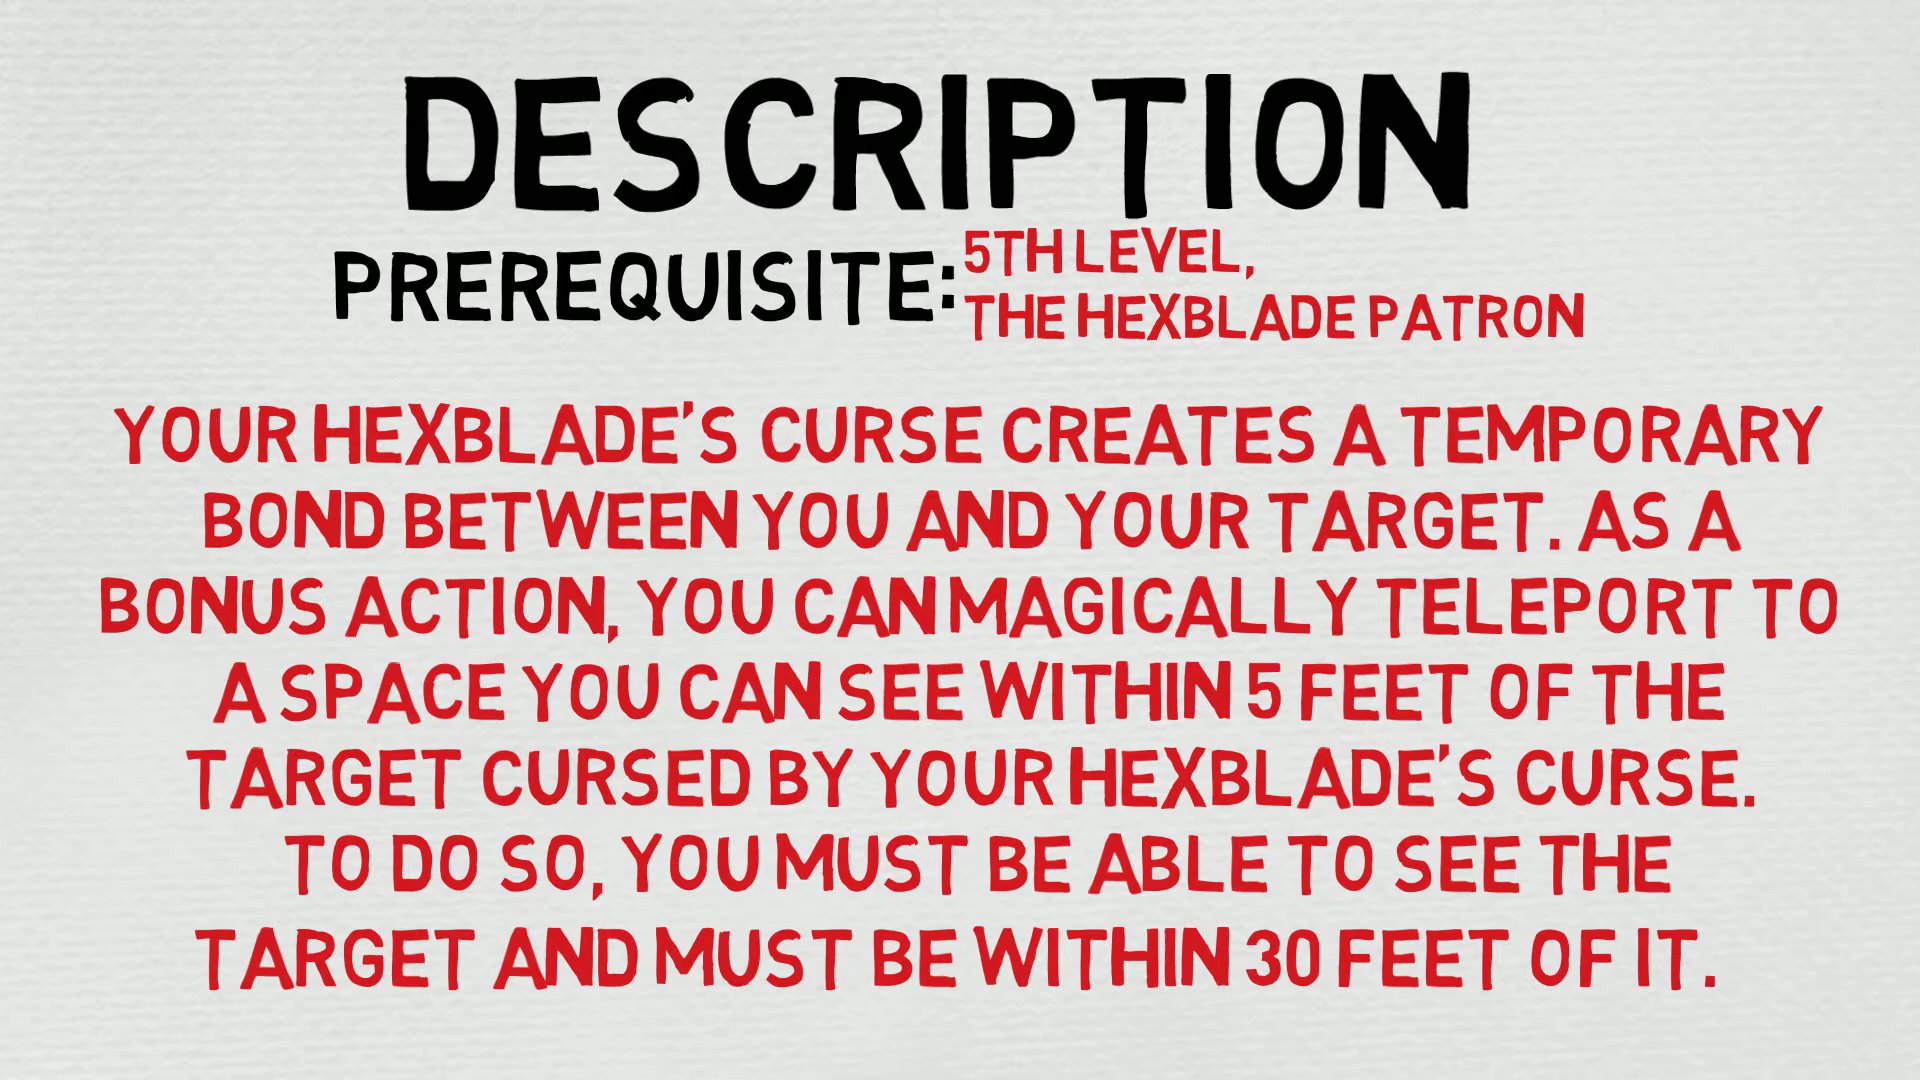 DESCRIPTION
PREREQUISITE: 5TH LEVEL,
THE HEXBLADE PATRON
YOUR HEXBLADE'S CURSE CREATES A TEMPORARY
BOND BETWEEN YOU AND YOUR TARGET. AS A
BONUS ACTION, YOU CAN MAGICALLY TELEPORT TO
A SPACE YOU CAN SEE WITHIN 5 FEET OF THE
TARGET CURSED BY YOUR HEXBLADE'S CURSE.
TO DO SO, YOU MUST BE ABLE TO SEE THE
TARGET AND MUST BE WITHIN 30 FEET OF IT.